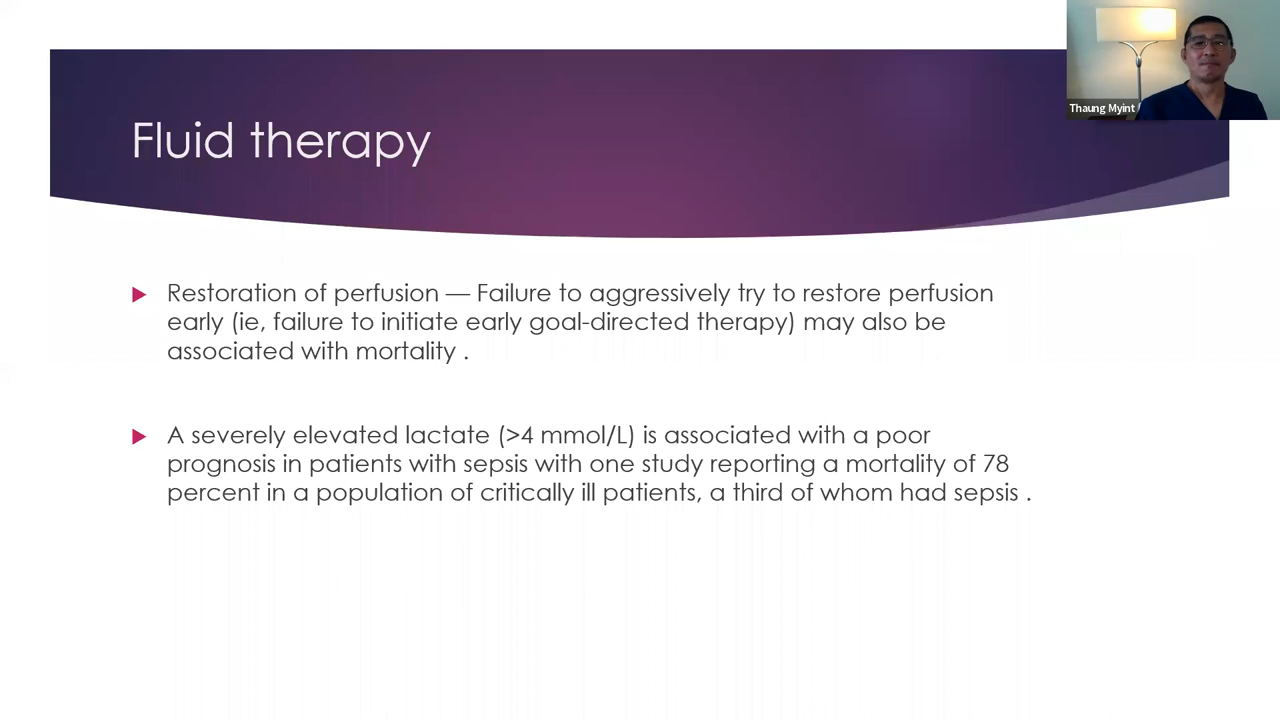 Thaung Myint
Fluid therapy
Restoration of perfusion — Failure to aggressively try to restore perfusion
early (ie, failure to initiate early goal-directed therapy) may also be
associated with mortality .
A severely elevated lactate (>4 mmol/L) is associated with a poor
prognosis in patients with sepsis with one study reporting a mortality of 78
percent in a population of critically ill patients, a third of whom had sepsis .